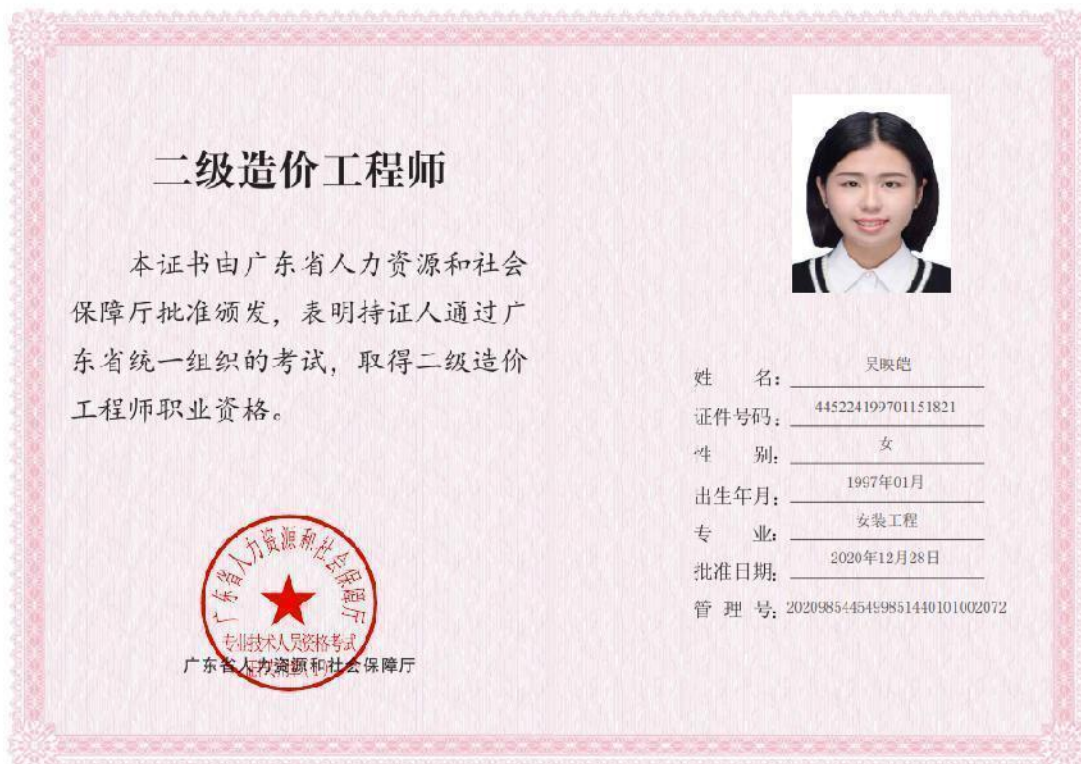 二级造价工程师
本证书由广东省人力资源和社会
保障厅批准颁发，表明持证人通过广
东省统一组织的考试，取得二级造价
工程师职业资格。
广东省人力资源和社会保障厅
专业技术人员资格考试
广东省人力资源和社会保障厅
姓 名：吴映皑
证件号码：445224199701151821
性 别：女
出生年月：1997年01月
专 业：安装工程
批准日期：2020年12月28日
管 理 号：20209854454998514401010020​72